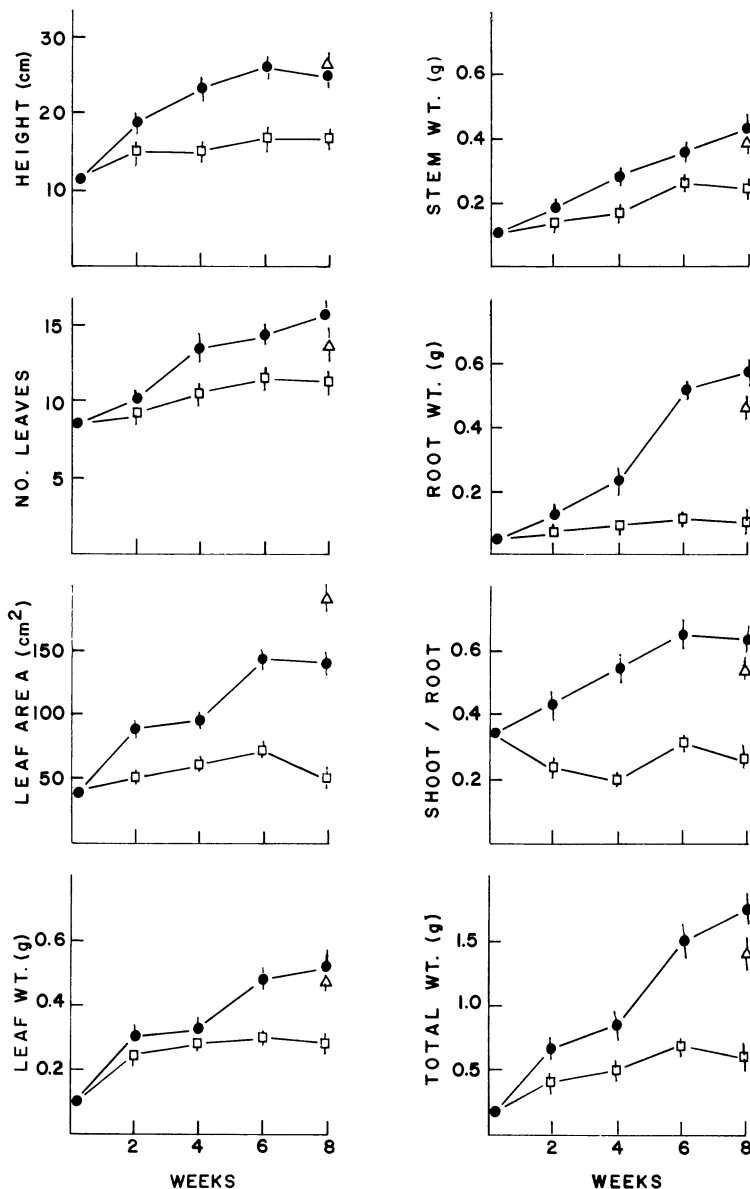 HEIGHT (cm)
30
20
10
STEM WT. (g)
0.6
0.4
0.2
NO. LEAVES
15
10
5
ROOT WT. (g)
0.6
0.4
0.2
LEAF AREA (cm2)
150
100
50
SHOOT / ROOT
0.6
0.4
0.2
LEAF WT. (g)
0.6
0.4
0.2
2 4 6 8
WEEKS
TOTAL WT. (g)
1.5
1.0
0.5
2 4 6 8
WEEKS